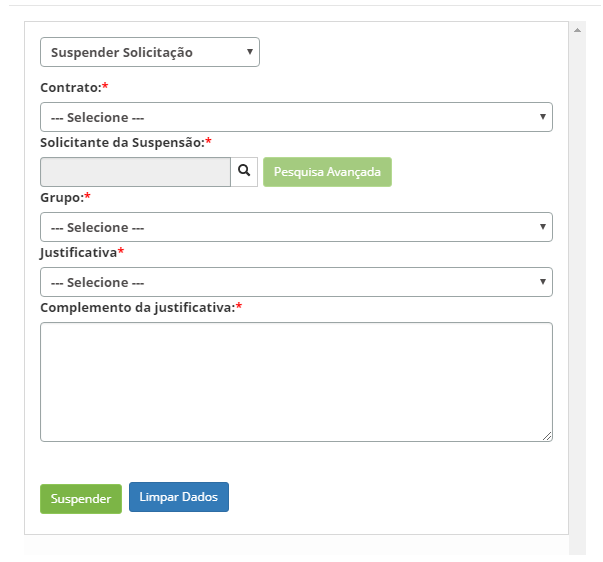 Suspender Solicitação
Contrato:*
--- Selecione ---
Solicitante da Suspensão:*
Pesquisa Avançada
Grupo:*
--- Selecione ---
Justificativa*
--- Selecione ---
Complemento da justificativa:*
Suspender Limpar Dados